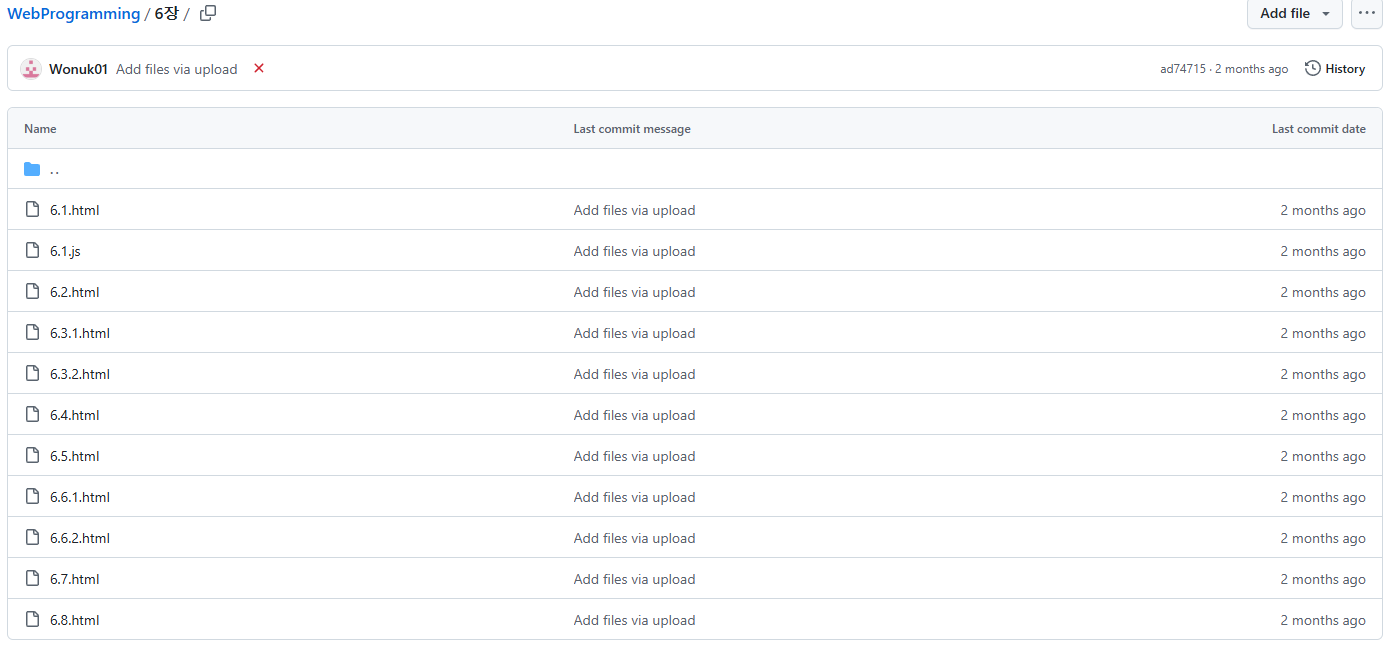 WebProgramming / 6장 /
Add file
Wonuk01 Add files via upload
ad74715 · 2 months ago History
Name Last commit message Last commit date
..
6.1.html Add files via upload 2 months ago
6.1.js Add files via upload 2 months ago
6.2.html Add files via upload 2 months ago
6.3.1.html Add files via upload 2 months ago
6.3.2.html Add files via upload 2 months ago
6.4.html Add files via upload 2 months ago
6.5.html Add files via upload 2 months ago
6.6.1.html Add files via upload 2 months ago
6.6.2.html Add files via upload 2 months ago
6.7.html Add files via upload 2 months ago
6.8.html Add files via upload 2 months ago